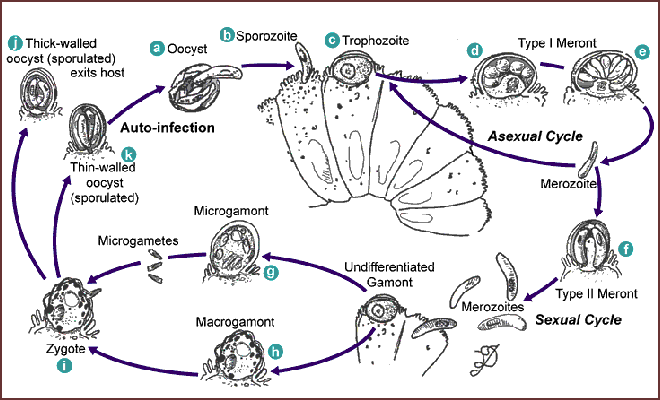 j Thick-walled
oocyst (sporulated)
exits host
a Oocyst
b Sporozoite
c Trophozoite
d
Type I Meront
e
Auto-infection
k
Thin-walled
oocyst
(sporulated)
Asexual Cycle
Merozoite
f
Type II Meront
Microgamont
g
Microgametes
Undifferentiated
Gamont
Merozoites
Sexual Cycle
Macrogamont
h
Zygote
i